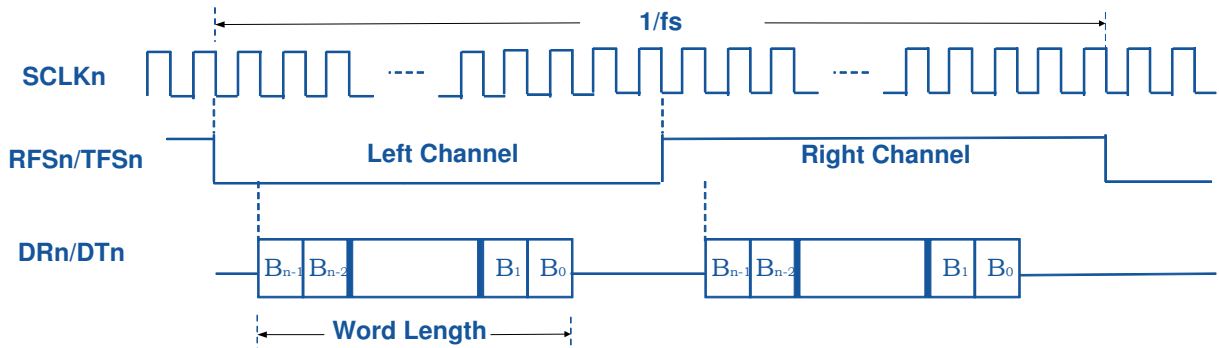 1/fs
SCLKn
RFSn/TFSn Left Channel Right Channel
DRn/DTn Bn-1 Bn-2 B1 B0 Bn-1 Bn-2 B1 B0
Word Length